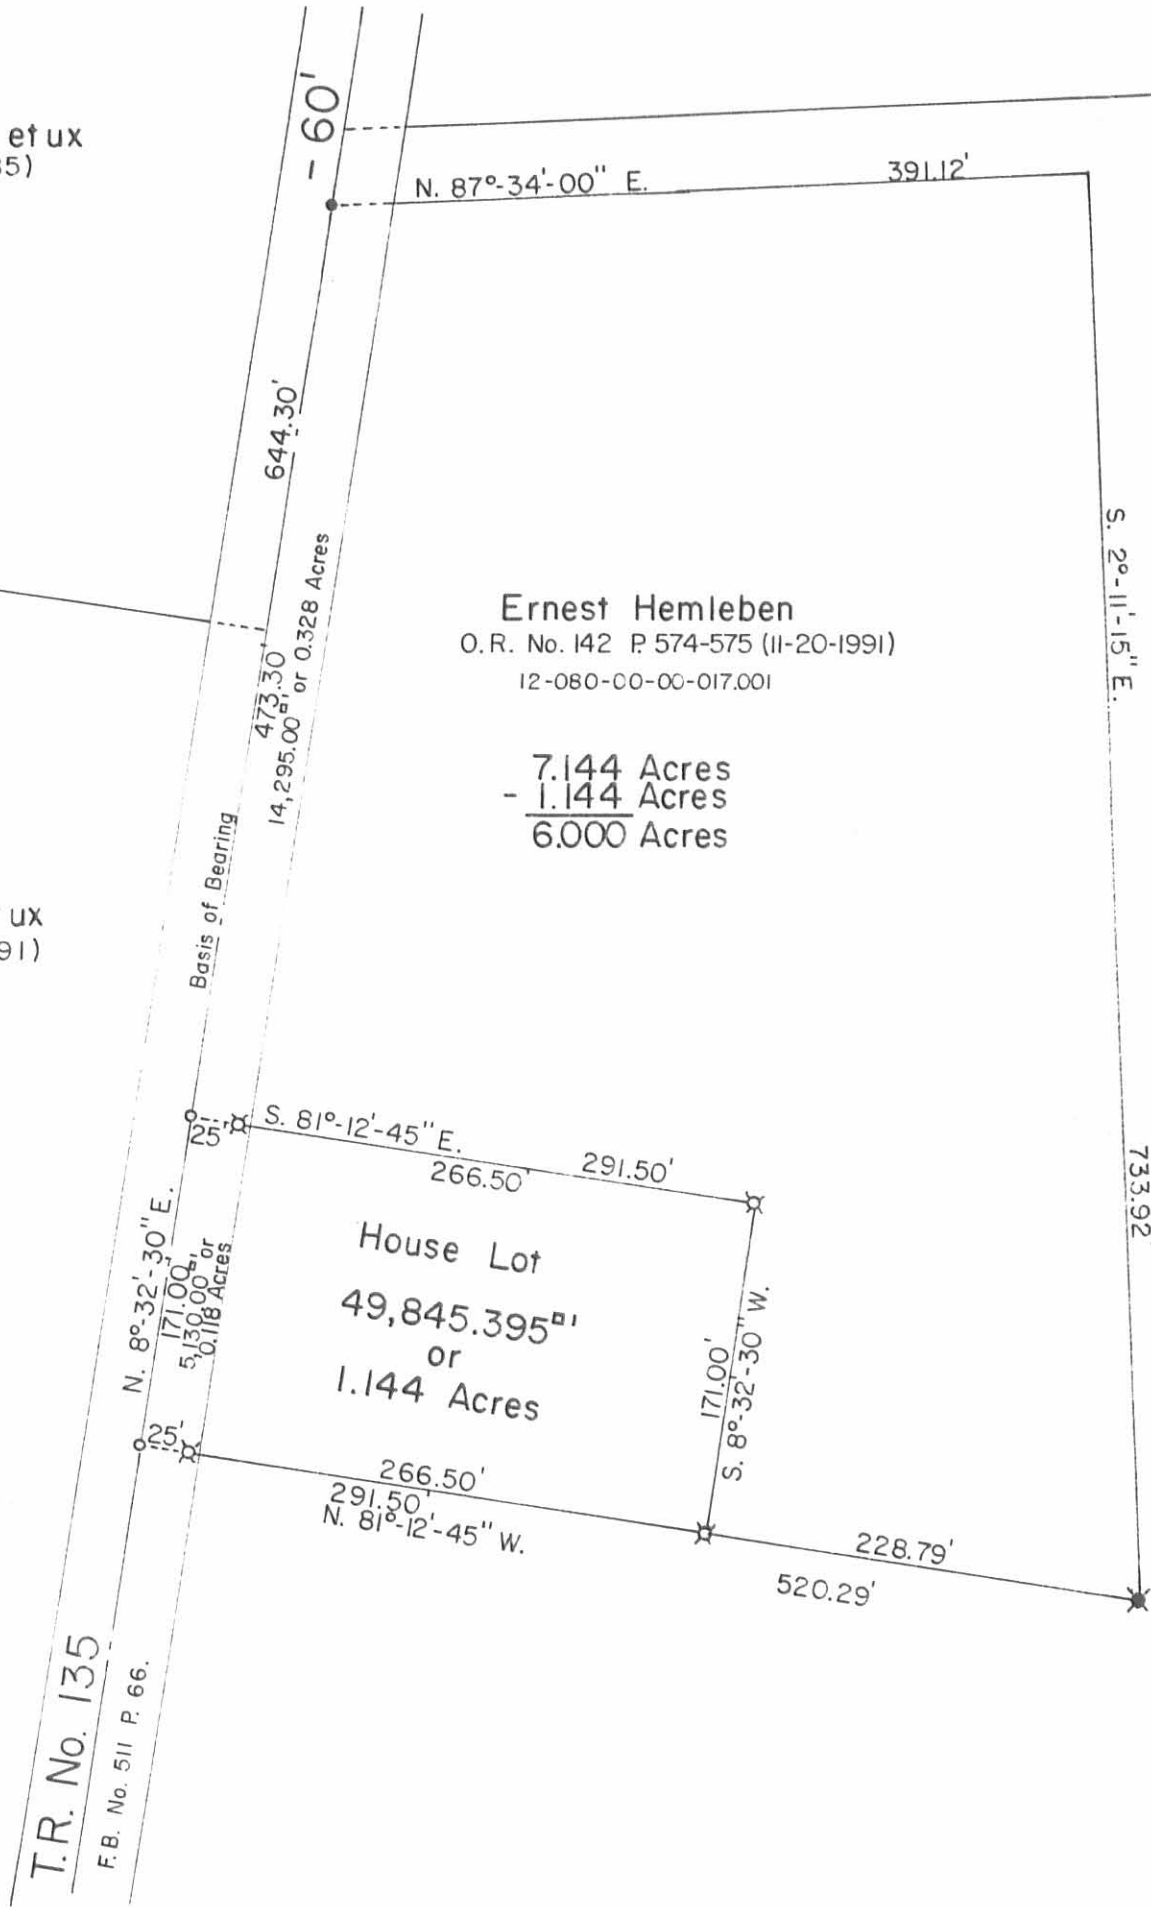 et ux
5)
- 60'
N. 87°-34'-00" E.
391.12'
644.30'
S. 2°-11'-15" E.
733.92
Ernest Hemleben
O.R. No. 142 P. 574-575 (11-20-1991)
12-080-00-00-017.001
473.30'
14,295.00□' or 0.328 Acres
7.144 Acres
- 1.144 Acres
6.000 Acres
Basis of Bearing
ux
91)
25'
S. 81°-12'-45" E.
266.50'
291.50'
N. 8°-32'-30" E.
171.00'
5,130.00□' or
0.118 Acres
House Lot
49,845.395□'
or
1.144 Acres
171.00'
S. 8°-32'-30" W.
25'
266.50'
291.50'
N. 81°-12'-45" W.
228.79'
520.29'
T.R. No. 135
F.B. No. 511 P. 66.